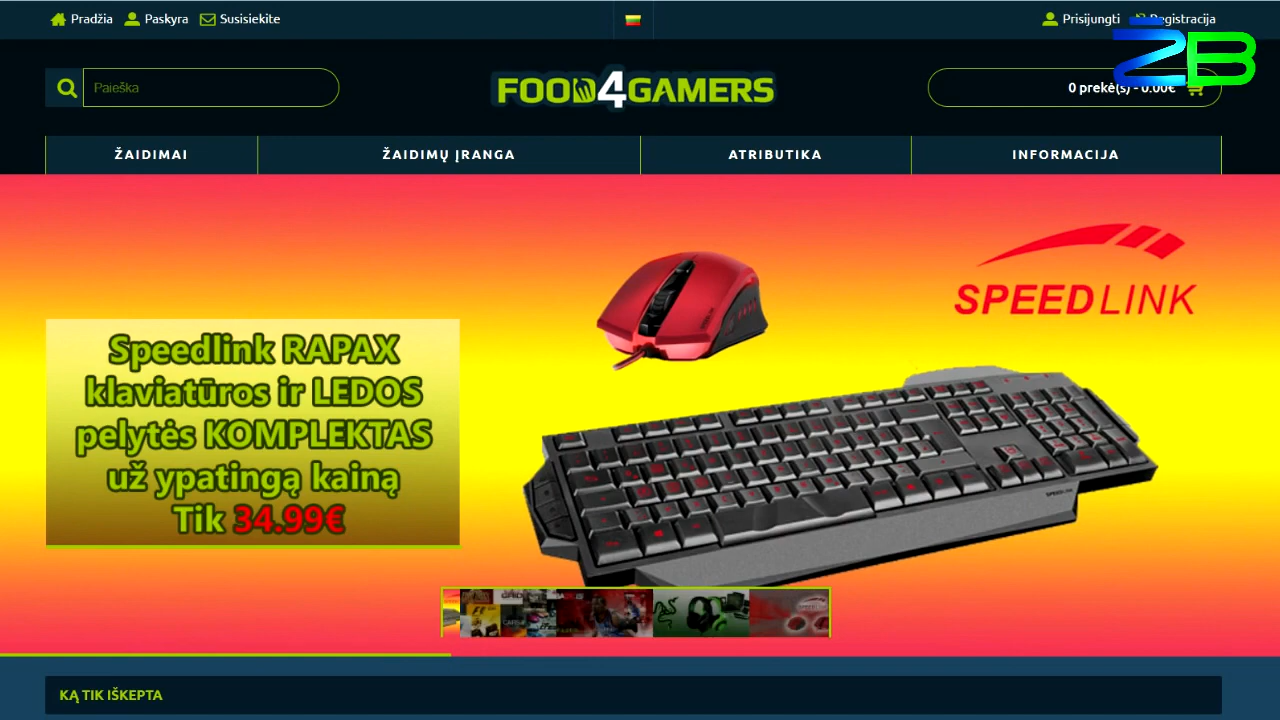 Pradžia Paskyra Susisiekite
Prisijungti Registracija
ŽB
Paieška
FOOD4GAMERS
0 prekė(s) - 0.00€
ŽAIDIMAI
ŽAIDIMŲ ĮRANGA
ATRIBUTIKA
INFORMACIJA
SPEEDLINK
Speedlink RAPAX
klaviatūros ir LEDOS
pelytės KOMPLEKTAS
už ypatingą kainą
Tik 34.99€
KĄ TIK IŠKEPTA